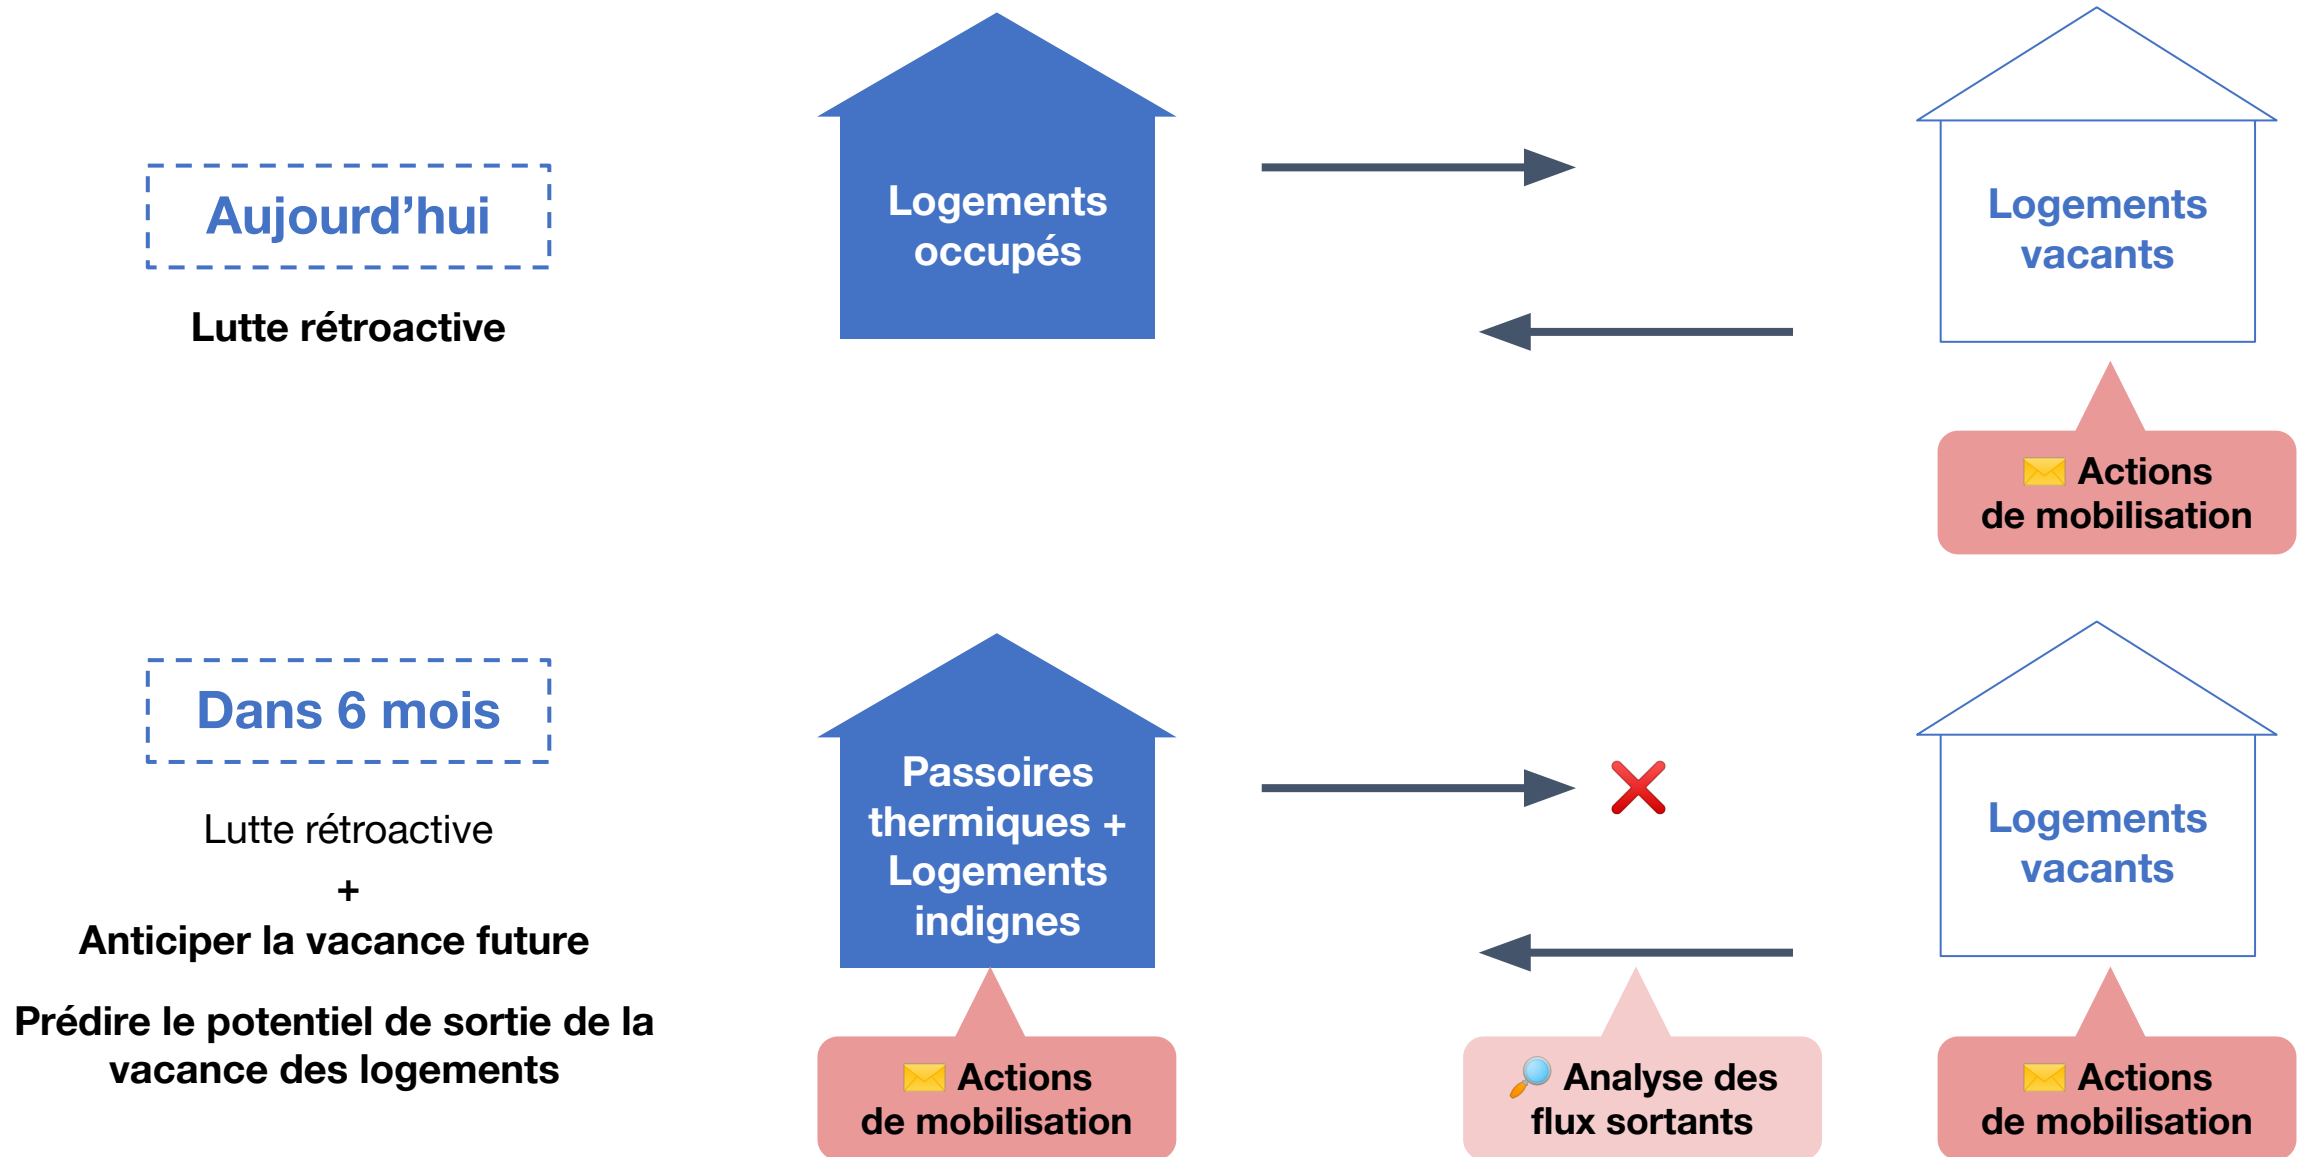 Aujourd’hui
Lutte rétroactive
Logements
occupés
Logements
vacants
✉️ Actions
de mobilisation
Dans 6 mois
Lutte rétroactive
+
Anticiper la vacance future
Prédire le potentiel de sortie de la
vacance des logements
Passoires
thermiques +
Logements
indignes
✉️ Actions
de mobilisation
❌
🔎 Analyse des
flux sortants
Logements
vacants
✉️ Actions
de mobilisation